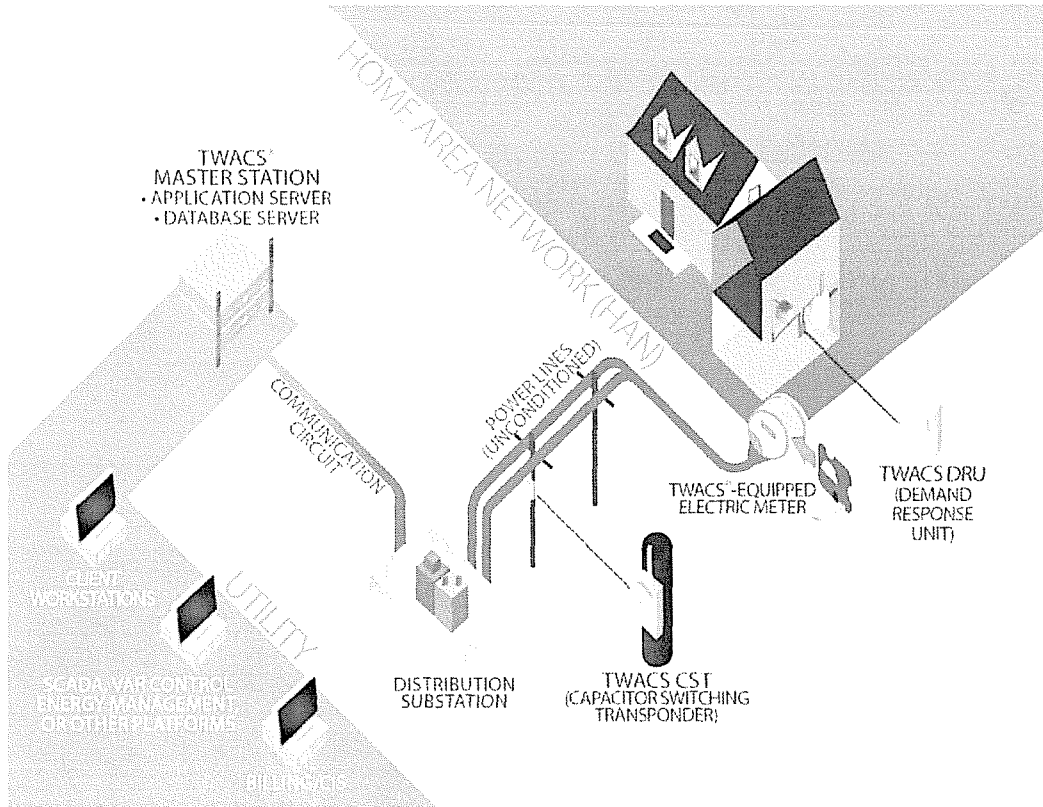 HOME AREA NETWORK (HAN)
TWACS®
MASTER STATION
• APPLICATION SERVER
• DATABASE SERVER
COMMUNICATION
CIRCUIT
POWER LINES
(UNCONDITIONED)
TWACS®-EQUIPPED
ELECTRIC METER
TWACS DRU
(DEMAND
RESPONSE
UNIT)
CLIENT
WORKSTATIONS
UTILITY
SCADA, VAR CONTROL
ENERGY MANAGEMENT
OR OTHER PLATFORMS
DISTRIBUTION
SUBSTATION
TWACS CST
(CAPACITOR SWITCHING
TRANSPONDER)
BILLING/CIS